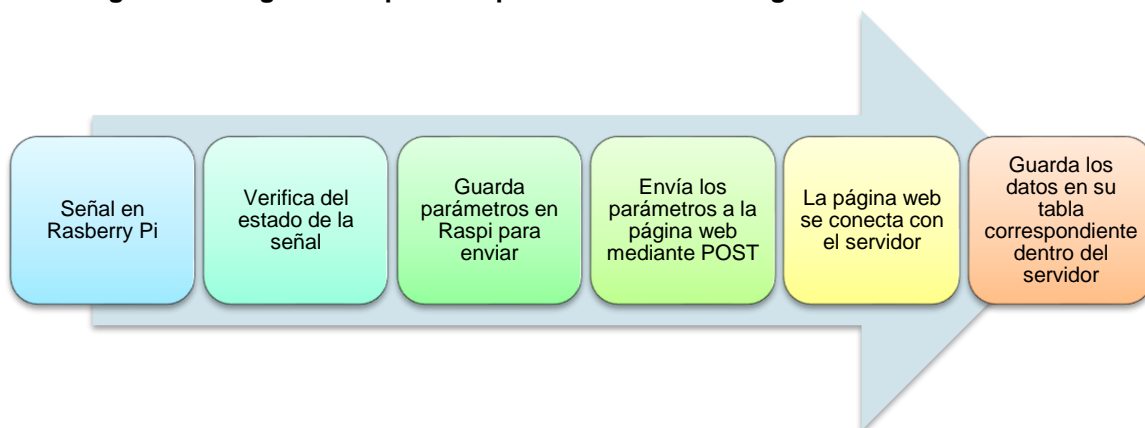 Señal en
Rasberry Pi
Verifica del
estado de la
señal
Guarda
parámetros en
Raspi para
enviar
Envía los
parámetros a la
página web
mediante POST
La página web
se conecta con
el servidor
Guarda los
datos en su
tabla
correspondiente
dentro del
servidor